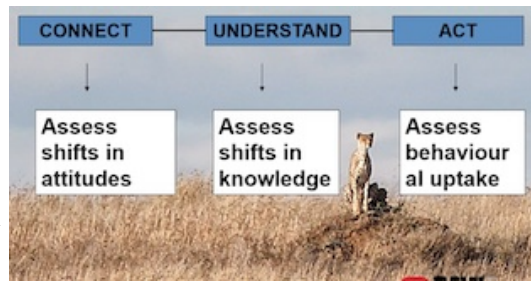 CONNECT
UNDERSTAND
ACT
Assess
shifts in
attitudes
Assess
shifts in
knowledge
Assess
behaviour
al uptake